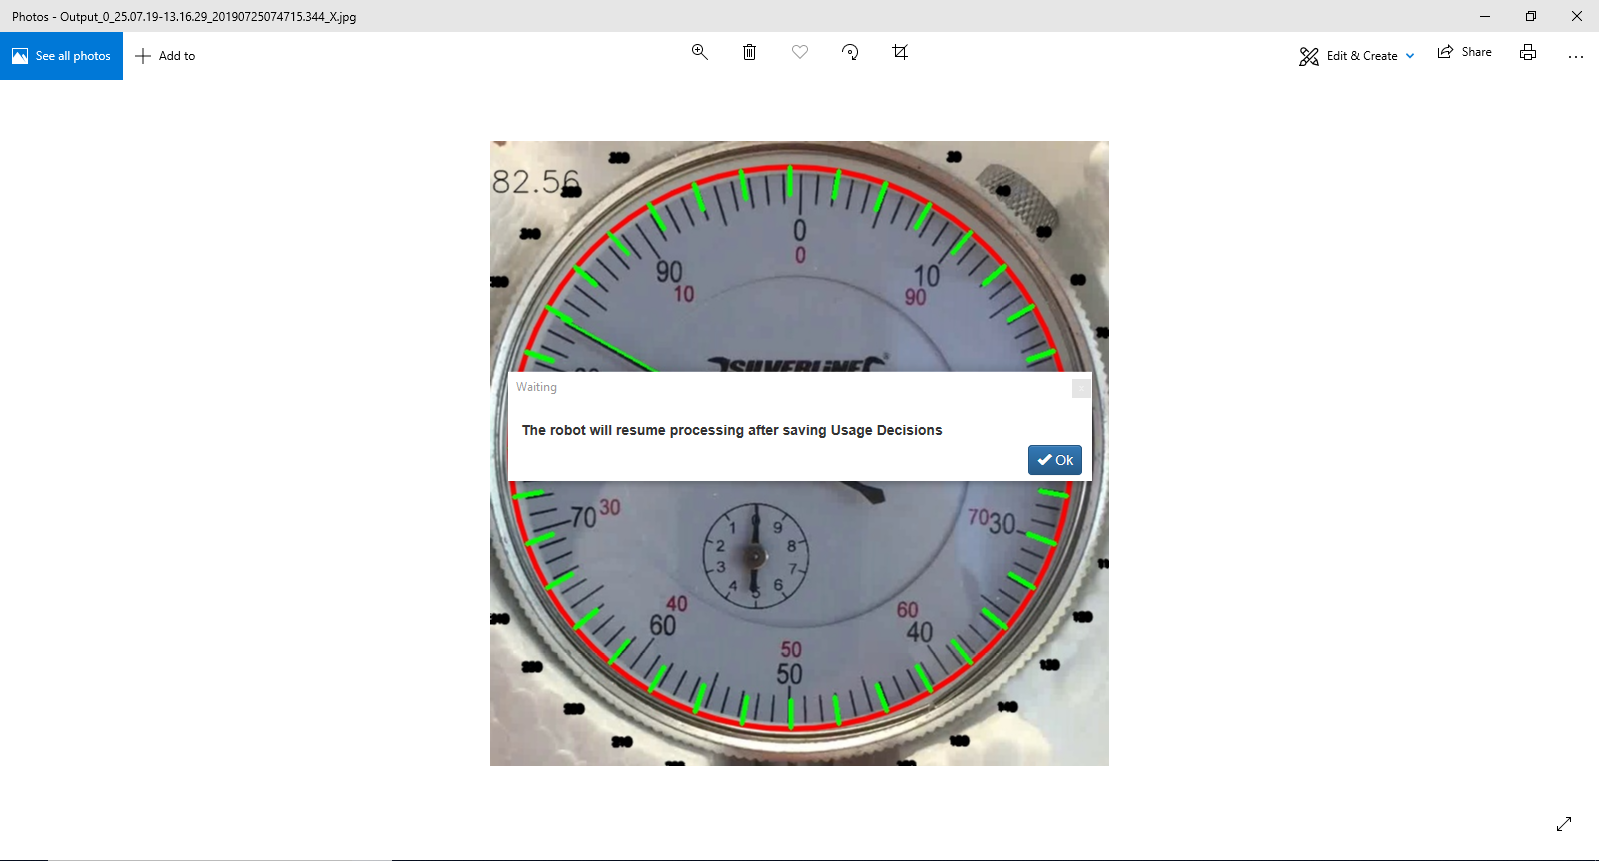 Photos - Output_0_25.07.19-13.16.29_20190725074715.344_X.jpg
See all photos
Add to
Edit & Create
Share
...
82.56
0
0
90
10
10
90
SILVERLINE
Waiting
The robot will resume processing after saving Usage Decisions
Ok
70 30
70 30
0
1 9
2 8
3 7
4 6
5
40
60
60
40
50
50